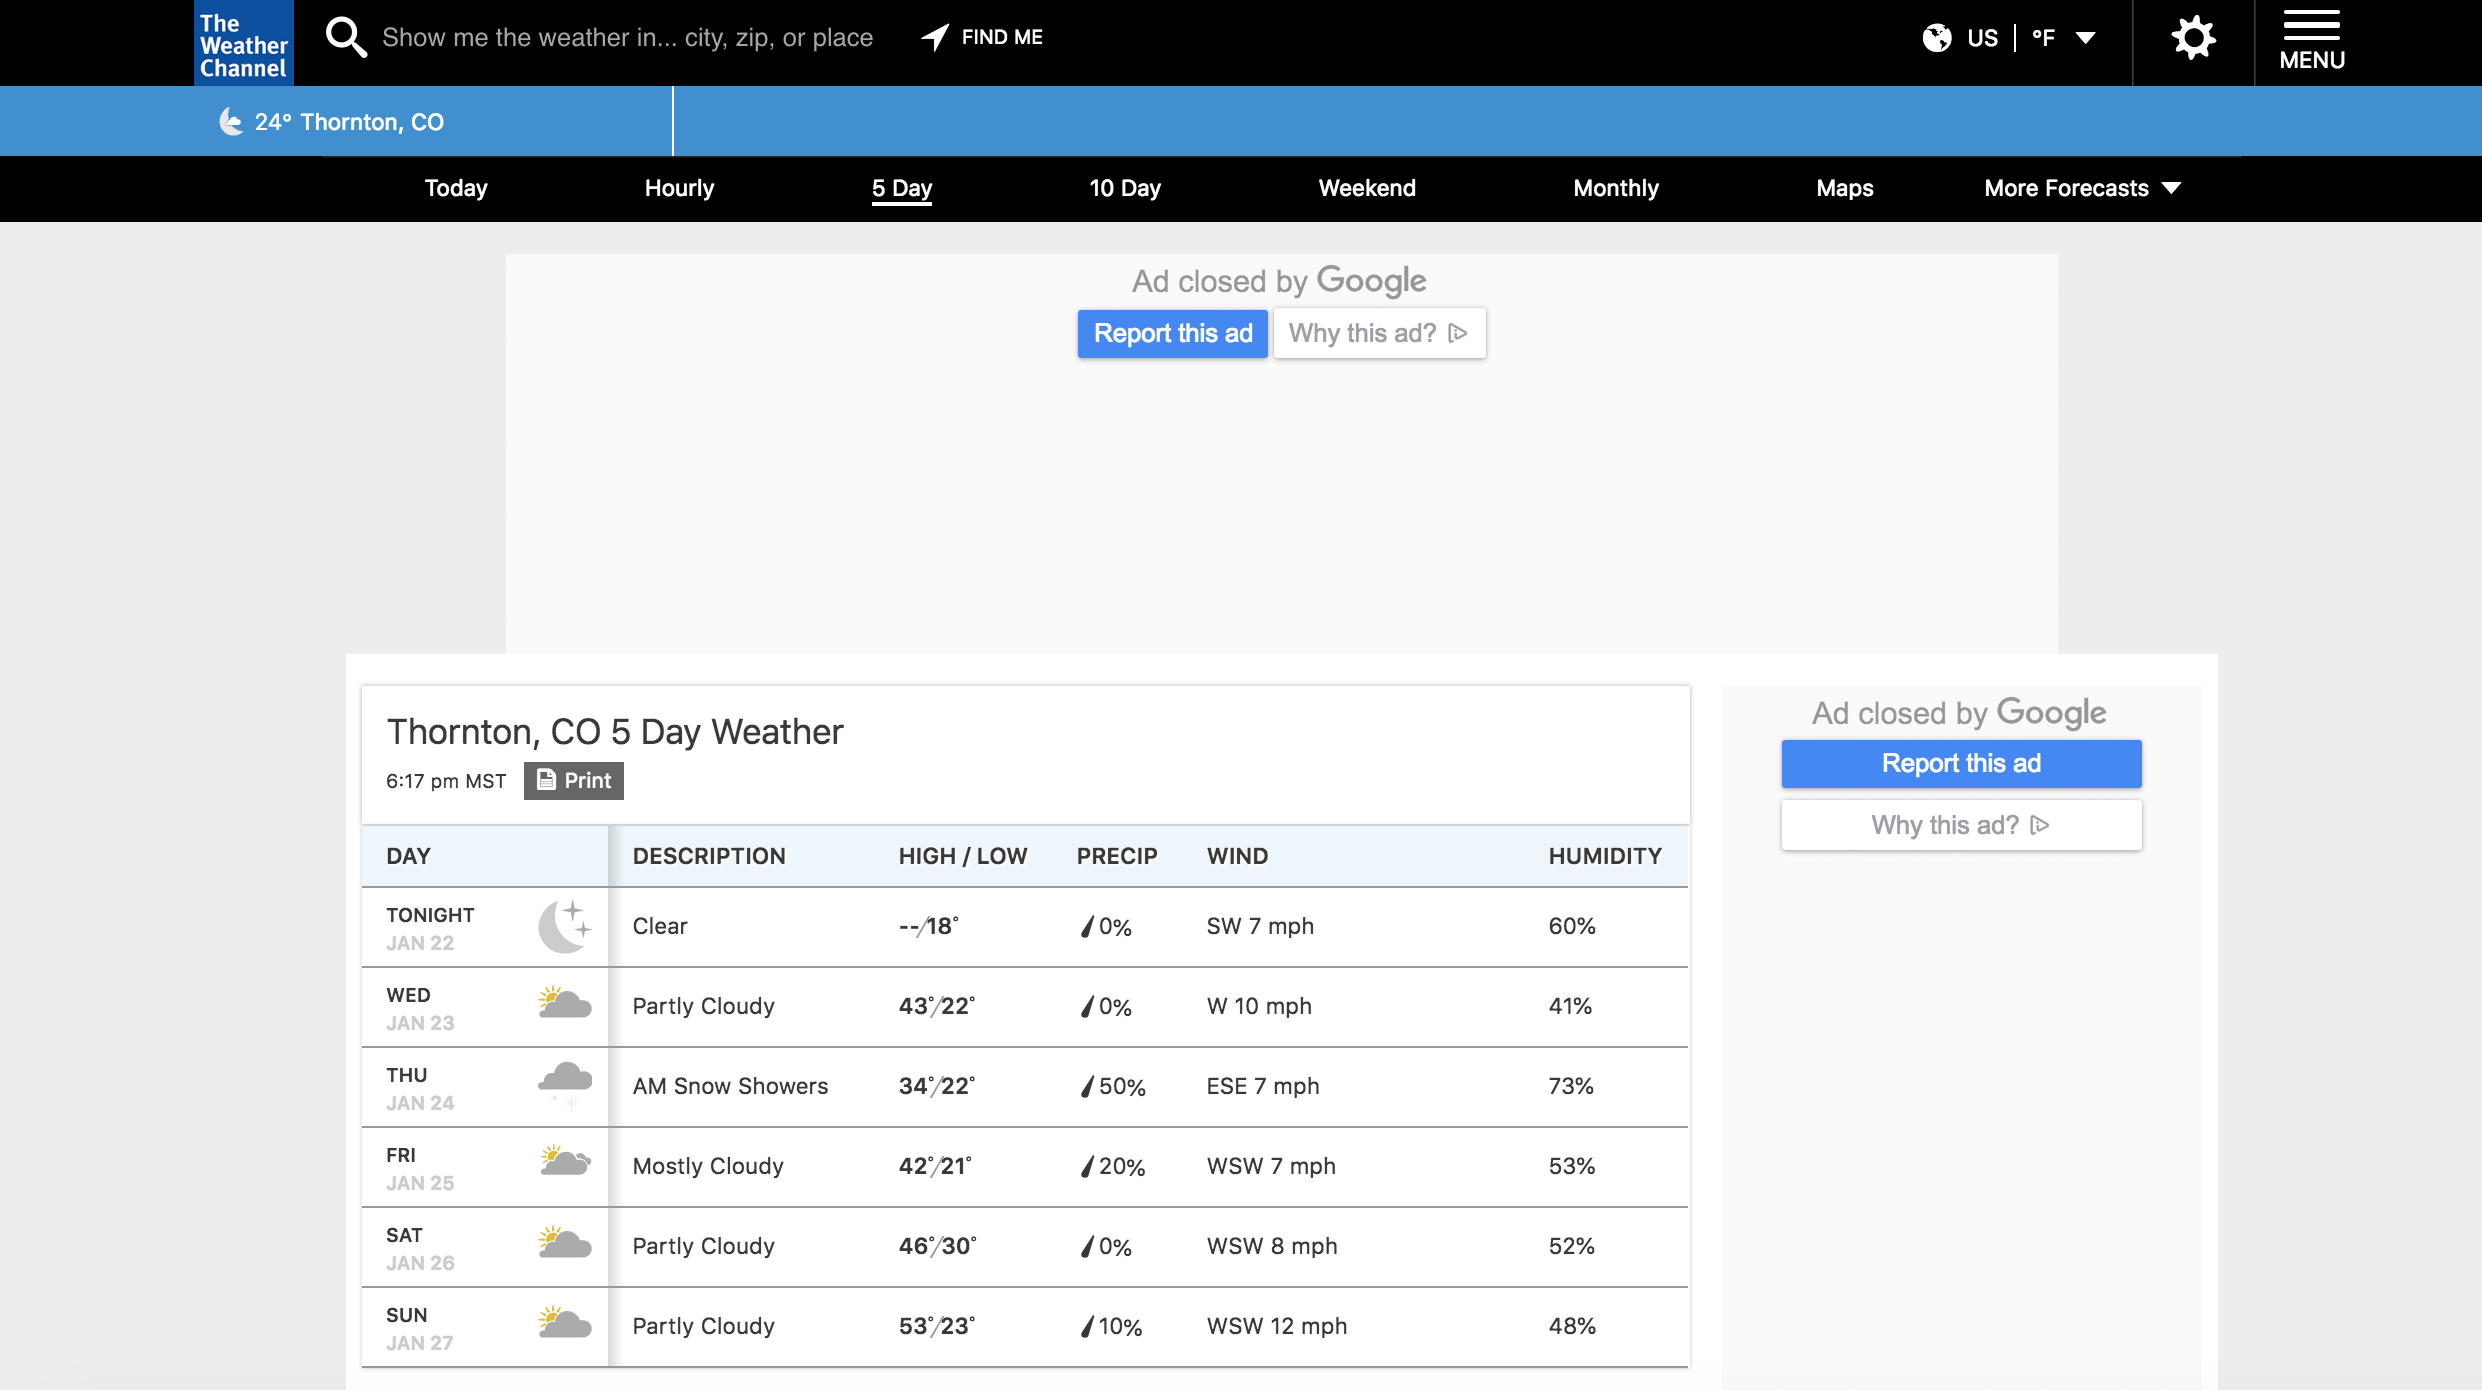 The
Weather
Channel
Show me the weather in... city, zip, or place
FIND ME
US
°F
MENU
24° Thornton, CO
Today
Hourly
5 Day
10 Day
Weekend
Monthly
Maps
More Forecasts
Ad closed by Google
Report this ad
Why this ad?
Thornton, CO 5 Day Weather
6:17 pm MST
Print
DAY DESCRIPTION HIGH / LOW PRECIP WIND HUMIDITY
TONIGHT
JAN 22
Clear --/18° 0% SW 7 mph 60%
WED
JAN 23
Partly Cloudy 43°/22° 0% W 10 mph 41%
THU
JAN 24
AM Snow Showers 34°/22° 50% ESE 7 mph 73%
FRI
JAN 25
Mostly Cloudy 42°/21° 20% WSW 7 mph 53%
SAT
JAN 26
Partly Cloudy 46°/30° 0% WSW 8 mph 52%
SUN
JAN 27
Partly Cloudy 53°/23° 10% WSW 12 mph 48%
Ad closed by Google
Report this ad
Why this ad?